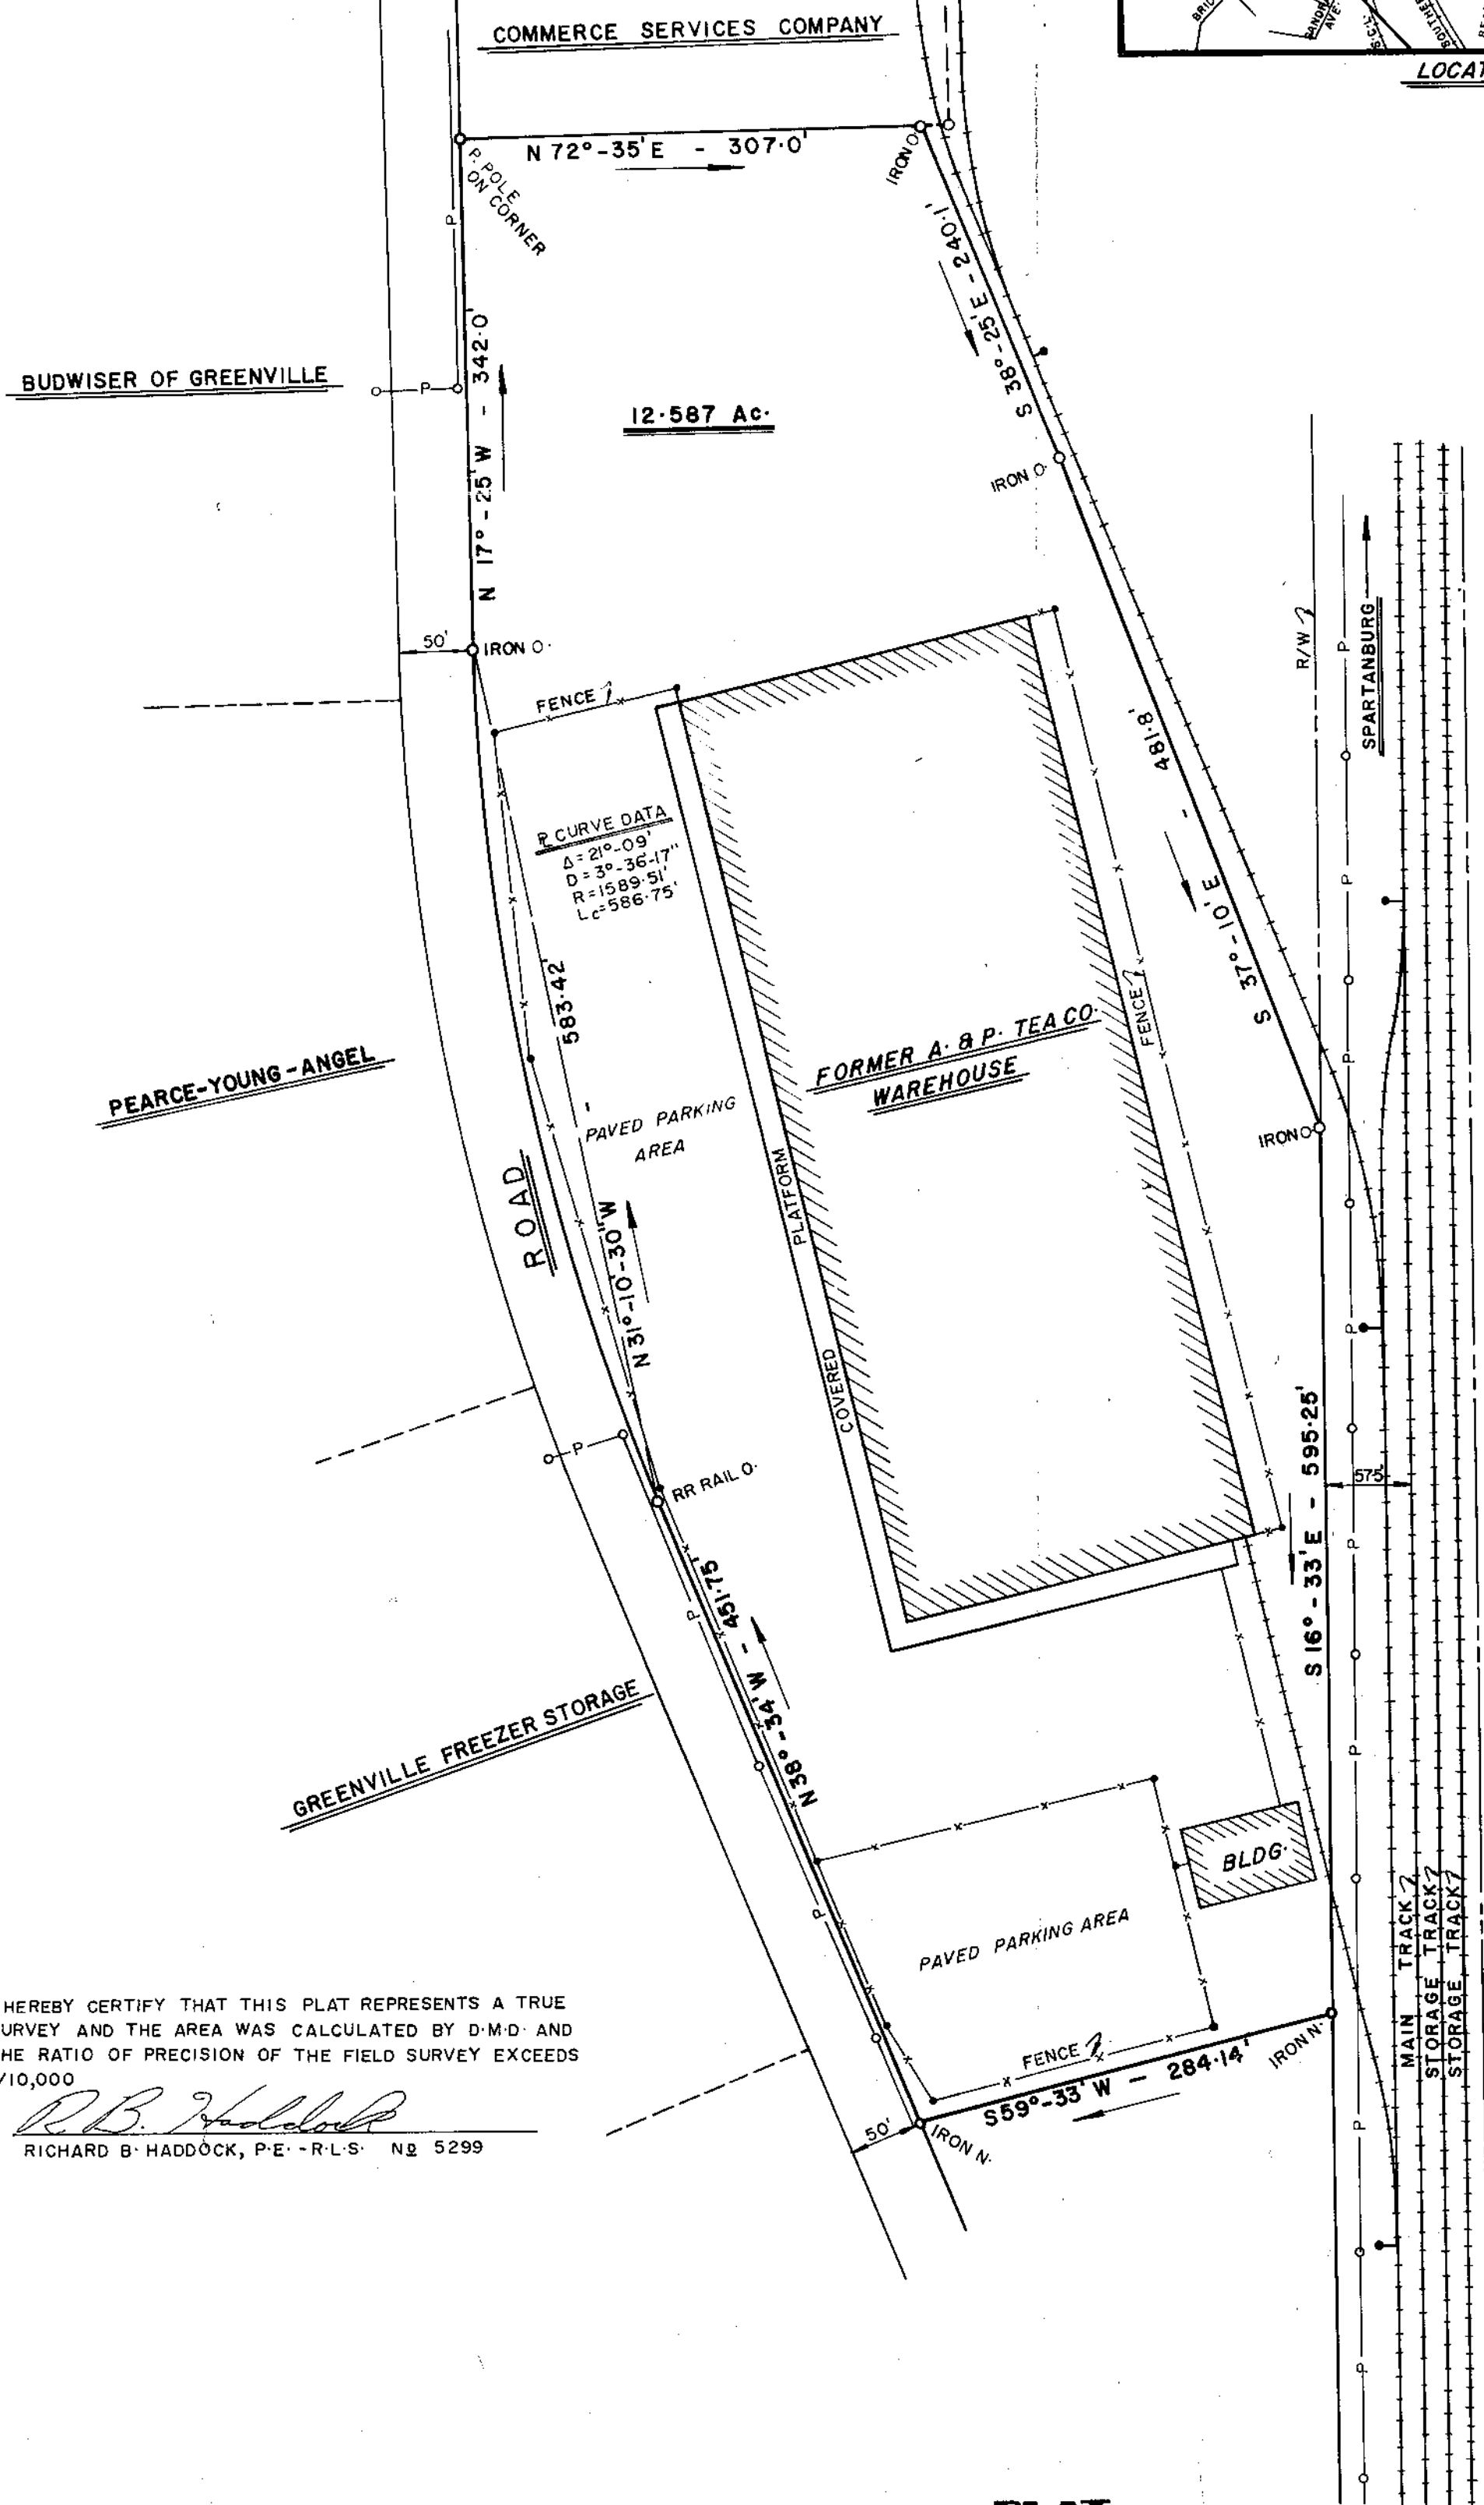 COMMERCE SERVICES COMPANY
AVE.
LOCAT
N 72°-35'E - 307.0'
IRON O.
P. POLE
ON CORNER
P
S 38°-25'E - 240.1'
N 17°-25'W - 342.0'
BUDWISER OF GREENVILLE
P
12.587 Ac.
IRON O.
50'
IRON O.
R/W
SPARTANBURG
P
FENCE
481.8'
S 37°-10'E
PL CURVE DATA
Δ=21°-09'
D=3°-36'-17"
R=1589.51'
Lc=586.75'
P
583.42'
N 31°-10'-30"W
FORMER A. & P. TEA CO.
WAREHOUSE
FENCE
P
PEARCE-YOUNG-ANGEL
PAVED PARKING
AREA
ROAD
COVERED PLATFORM
IRON O
P
S 16°-33'E - 595.25'
57.5
P
RR RAIL O.
P
P
N 38°-34'W - 451.75'
GREENVILLE FREEZER STORAGE
P
P
BLDG.
P
PAVED PARKING AREA
MAIN TRACK
STORAGE TRACK
STORAGE TRACK
HEREBY CERTIFY THAT THIS PLAT REPRESENTS A TRUE
URVEY AND THE AREA WAS CALCULATED BY D.M.D. AND
HE RATIO OF PRECISION OF THE FIELD SURVEY EXCEEDS
/10,000
R.B. Haddock
RICHARD B. HADDOCK, P.E.-R.L.S. No 5299
FENCE
S 59°-33'W - 284.14'
IRON N.
50'
IRON N.
P
P
PLAT